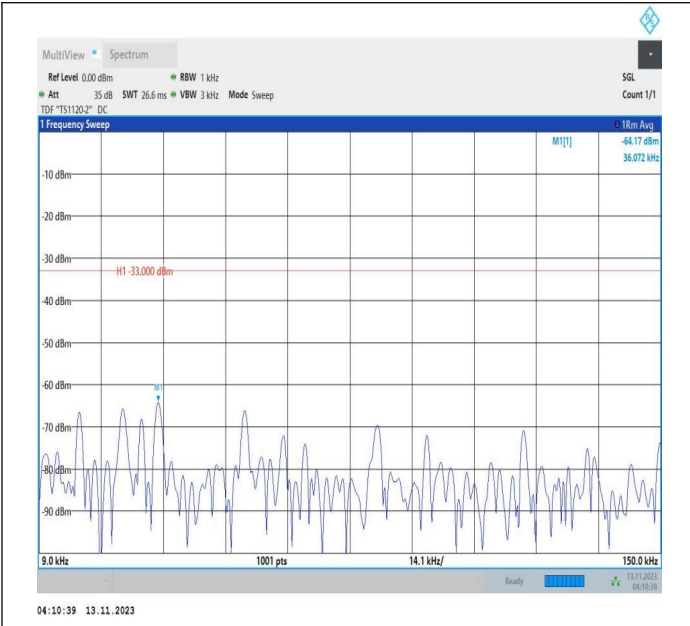 MultiView Spectrum
Ref Level 0.00 dBm RBW 1 kHz SGL
Att 35 dB SWT 26.6 ms VBW 3 kHz Mode Sweep Count 1/1
TDF "TS1120-2" DC
1 Frequency Sweep 1Rm Avg
M1[1] -64.17 dBm
36.072 kHz
-10 dBm
-20 dBm
-30 dBm
H1 -33.000 dBm
-40 dBm
-50 dBm
-60 dBm
M1
-70 dBm
-80 dBm
-90 dBm
9.0 kHz 1001 pts 14.1 kHz/ 150.0 kHz
Ready 13.11.2023
04:10:39
04:10:39 13.11.2023